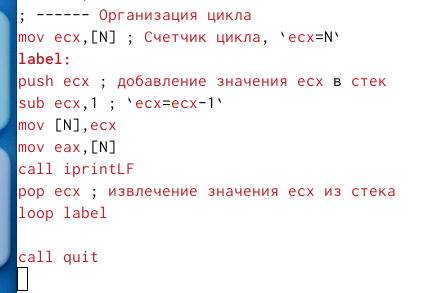 ; ------ Организация цикла
mov ecx,[N] ; Счетчик цикла, `ecx=N`
label:
push ecx ; добавление значения ecx в стек
sub ecx,1 ; `ecx=ecx-1`
mov [N],ecx
mov eax,[N]
call iprintLF
pop ecx ; извлечение значения ecx из стека
loop label
call quit